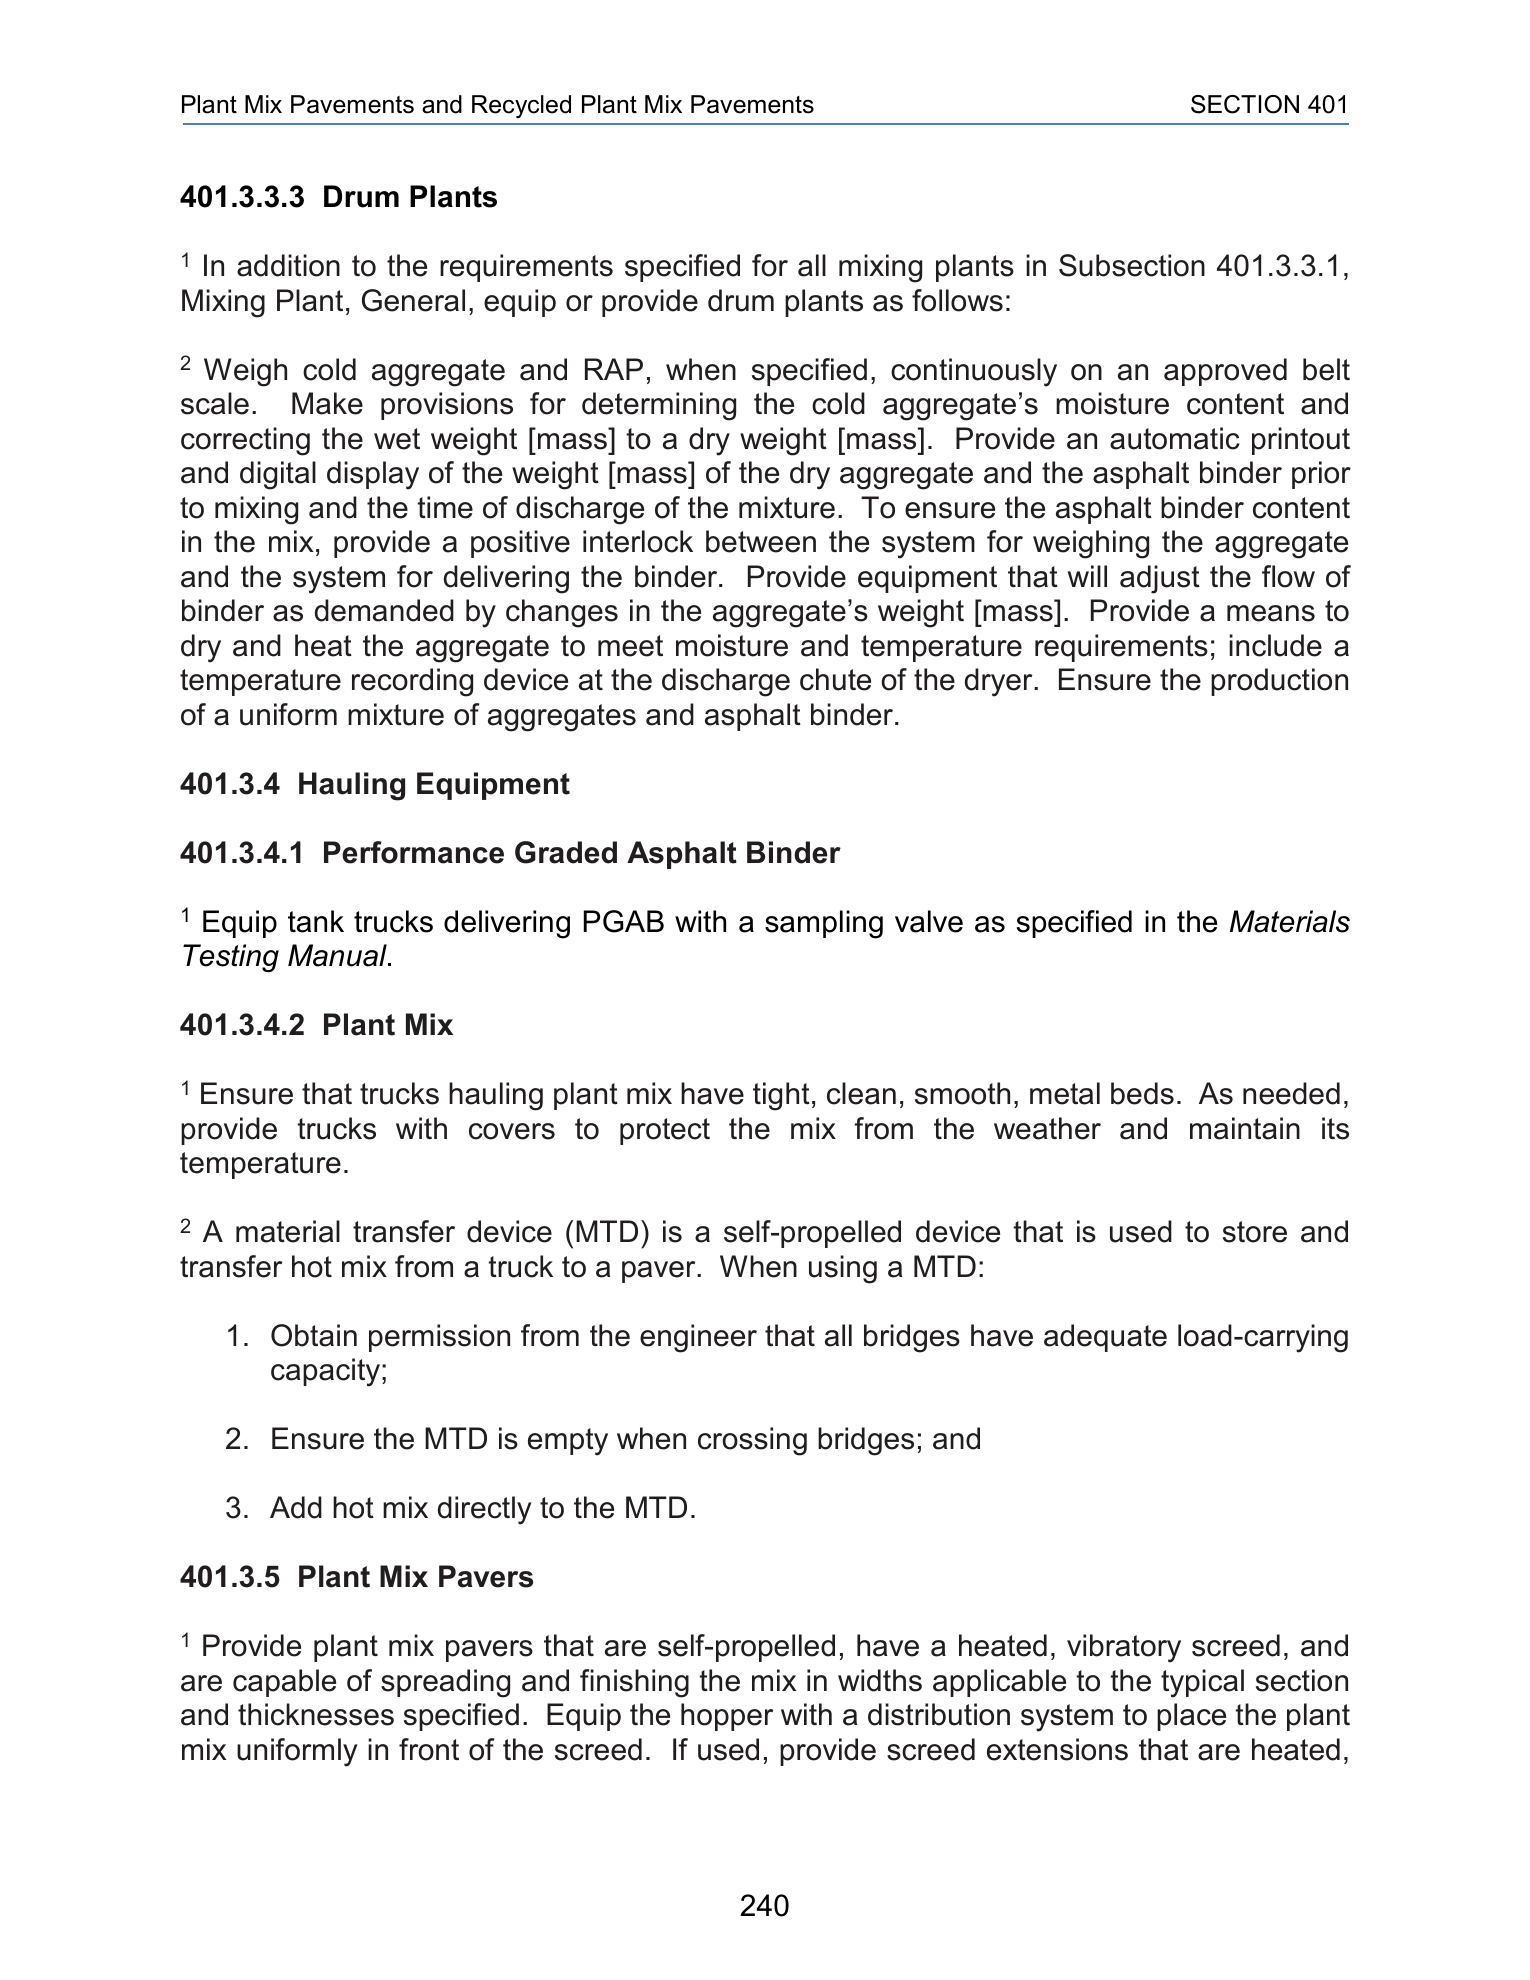 Plant Mix Pavements and Recycled Plant Mix Pavements SECTION 401
401.3.3.3 Drum Plants
1 In addition to the requirements specified for all mixing plants in Subsection 401.3.3.1,
Mixing Plant, General, equip or provide drum plants as follows:
2 Weigh cold aggregate and RAP, when specified, continuously on an approved belt
scale. Make provisions for determining the cold aggregate’s moisture content and
correcting the wet weight [mass] to a dry weight [mass]. Provide an automatic printout
and digital display of the weight [mass] of the dry aggregate and the asphalt binder prior
to mixing and the time of discharge of the mixture. To ensure the asphalt binder content
in the mix, provide a positive interlock between the system for weighing the aggregate
and the system for delivering the binder. Provide equipment that will adjust the flow of
binder as demanded by changes in the aggregate’s weight [mass]. Provide a means to
dry and heat the aggregate to meet moisture and temperature requirements; include a
temperature recording device at the discharge chute of the dryer. Ensure the production
of a uniform mixture of aggregates and asphalt binder.
401.3.4 Hauling Equipment
401.3.4.1 Performance Graded Asphalt Binder
1 Equip tank trucks delivering PGAB with a sampling valve as specified in the Materials
Testing Manual.
401.3.4.2 Plant Mix
1 Ensure that trucks hauling plant mix have tight, clean, smooth, metal beds. As needed,
provide trucks with covers to protect the mix from the weather and maintain its
temperature.
2 A material transfer device (MTD) is a self-propelled device that is used to store and
transfer hot mix from a truck to a paver. When using a MTD:
1. Obtain permission from the engineer that all bridges have adequate load-carrying
capacity;
2. Ensure the MTD is empty when crossing bridges; and
3. Add hot mix directly to the MTD.
401.3.5 Plant Mix Pavers
1 Provide plant mix pavers that are self-propelled, have a heated, vibratory screed, and
are capable of spreading and finishing the mix in widths applicable to the typical section
and thicknesses specified. Equip the hopper with a distribution system to place the plant
mix uniformly in front of the screed. If used, provide screed extensions that are heated,
240